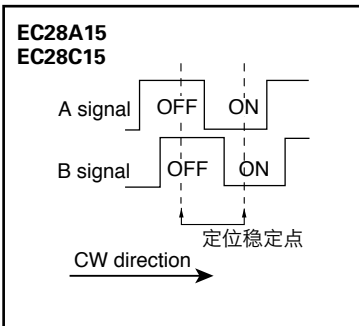 EC28A15
EC28C15
A signal OFF ON
B signal OFF ON
定位稳定点
CW direction